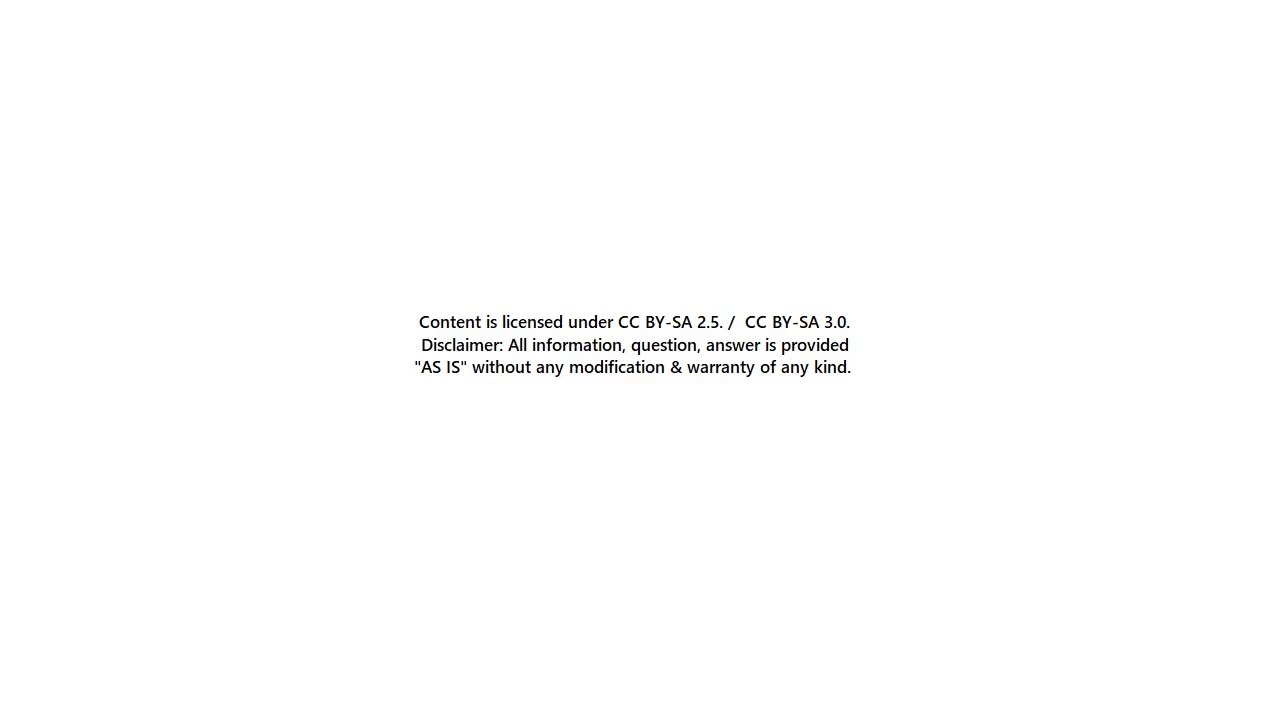 Content is licensed under CC BY-SA 2.5. /  CC BY-SA 3.0.
Disclaimer: All information, question, answer is provided
"AS IS" without any modification & warranty of any kind.